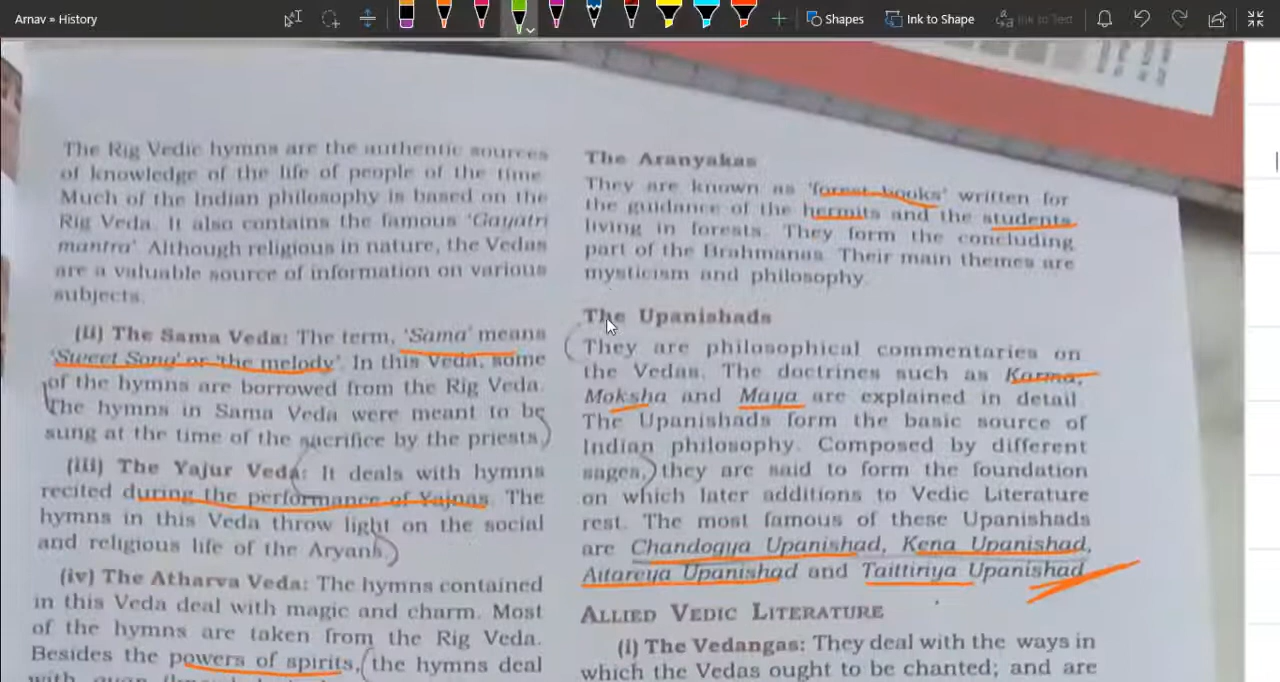 Arnav » History
Shapes
Ink to Shape
Ink to Text
The Rig Vedic hymns are the authentic sources
of knowledge of the life of people of the time
Much of the Indian philosophy is based on the
Rig Veda. It also contains the famous 'Gayatri
mantra' Although religious in nature, the Vedas
are a valuable source of information on various
subjects.
(ii) The Sama Veda: The term, 'Sama' means
'Sweet Song' or 'the melody'. In this Veda, some
of the hymns are borrowed from the Rig Veda.
The hymns in Sama Veda were meant to be
sung at the time of the sacrifice by the priests,
(iii) The Yajur Veda: It deals with hymns
recited during the performance of Yajnas. The
hymns in this Veda throw light on the social
and religious life of the Aryans.
(iv) The Atharva Veda: The hymns contained
in this Veda deal with magic and charm. Most
of the hymns are taken from the Rig Veda.
Besides the powers of spirits, the hymns deal
with
The Aranyakas
They are known as 'forest books' written for
the guidance of the hermits and the students
living in forests. They form the concluding
part of the Brahmanas. Their main themes are
mysticism and philosophy.
The Upanishads
They are philosophical commentaries on
the Vedas. The doctrines such as Karma,
Moksha and Maya are explained in detail.
The Upanishads form the basic source of
Indian philosophy. Composed by different
sages, they are said to form the foundation
on which later additions to Vedic Literature
rest. The most famous of these Upanishads
are Chandogya Upanishad, Kena Upanishad,
Aitareya Upanishad and Taittiriya Upanishad
ALLIED VEDIC LITERATURE
(i) The Vedangas: They deal with the ways in
which the Vedas ought to be chanted; and are